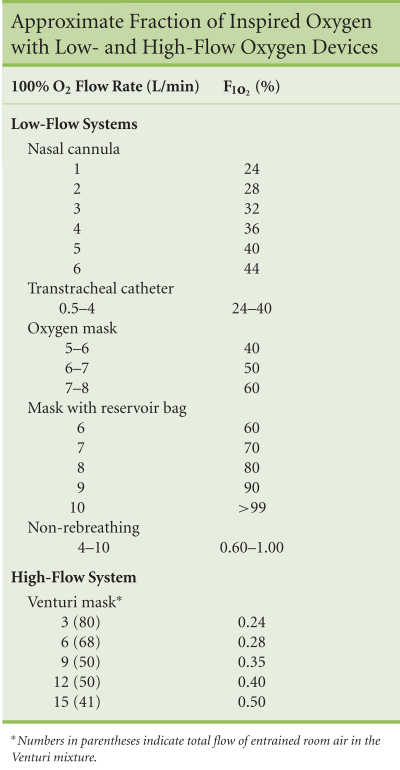 Approximate Fraction of Inspired Oxygen
with Low- and High-Flow Oxygen Devices
100% O₂ Flow Rate (L/min) FIO₂ (%)
Low-Flow Systems
Nasal cannula
1 24
2 28
3 32
4 36
5 40
6 44
Transtracheal catheter
0.5–4 24–40
Oxygen mask
5–6 40
6–7 50
7–8 60
Mask with reservoir bag
6 60
7 70
8 80
9 90
10 >99
Non-rebreathing
4–10 0.60–1.00
High-Flow System
Venturi mask*
3 (80) 0.24
6 (68) 0.28
9 (50) 0.35
12 (50) 0.40
15 (41) 0.50
*Numbers in parentheses indicate total flow of entrained room air in the
Venturi mixture.